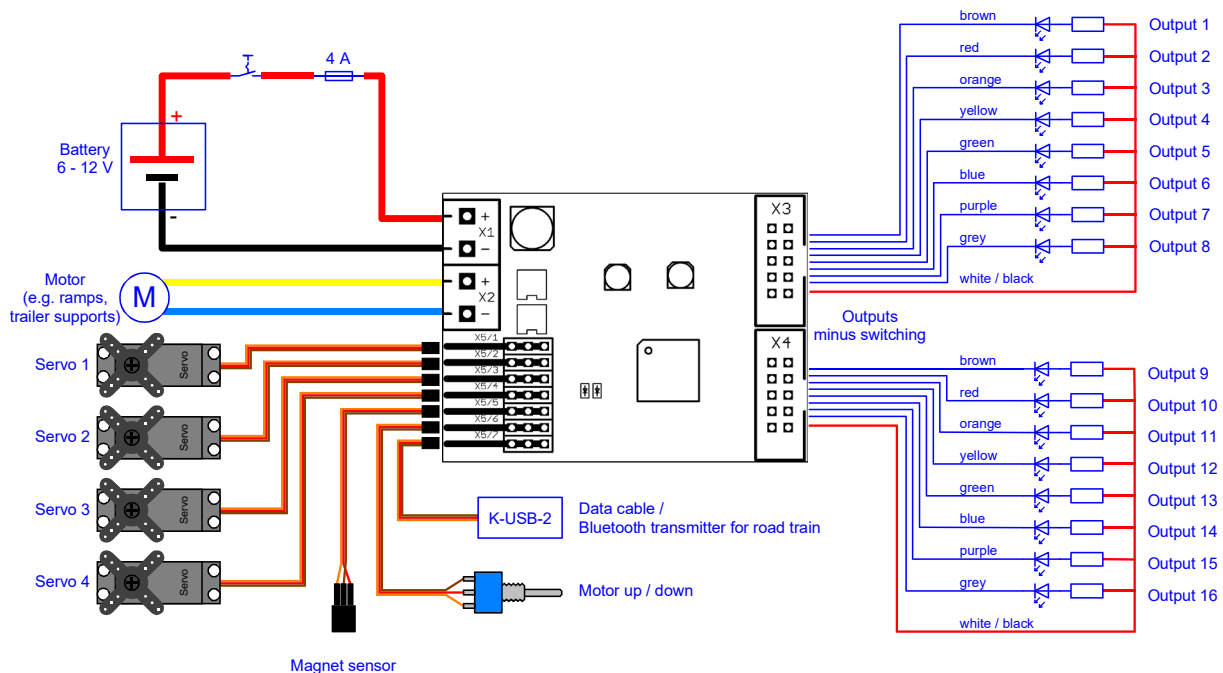 4 A
+
Battery
6 - 12 V
-
+
X1
-
+
X2
-
Motor
(e.g. ramps,
trailer supports)
M
X5/1
X5/2
X5/3
X5/4
X5/5
X5/6
X5/7
Servo 1
Servo
Servo 2
Servo
Servo 3
Servo
Servo 4
Servo
Magnet sensor
K-USB-2
Data cable /
Bluetooth transmitter for road train
Motor up / down
X3
X4
Outputs
minus switching
brown
Output 1
red
Output 2
orange
Output 3
yellow
Output 4
green
Output 5
blue
Output 6
purple
Output 7
grey
Output 8
white / black
brown
Output 9
red
Output 10
orange
Output 11
yellow
Output 12
green
Output 13
blue
Output 14
purple
Output 15
grey
Output 16
white / black